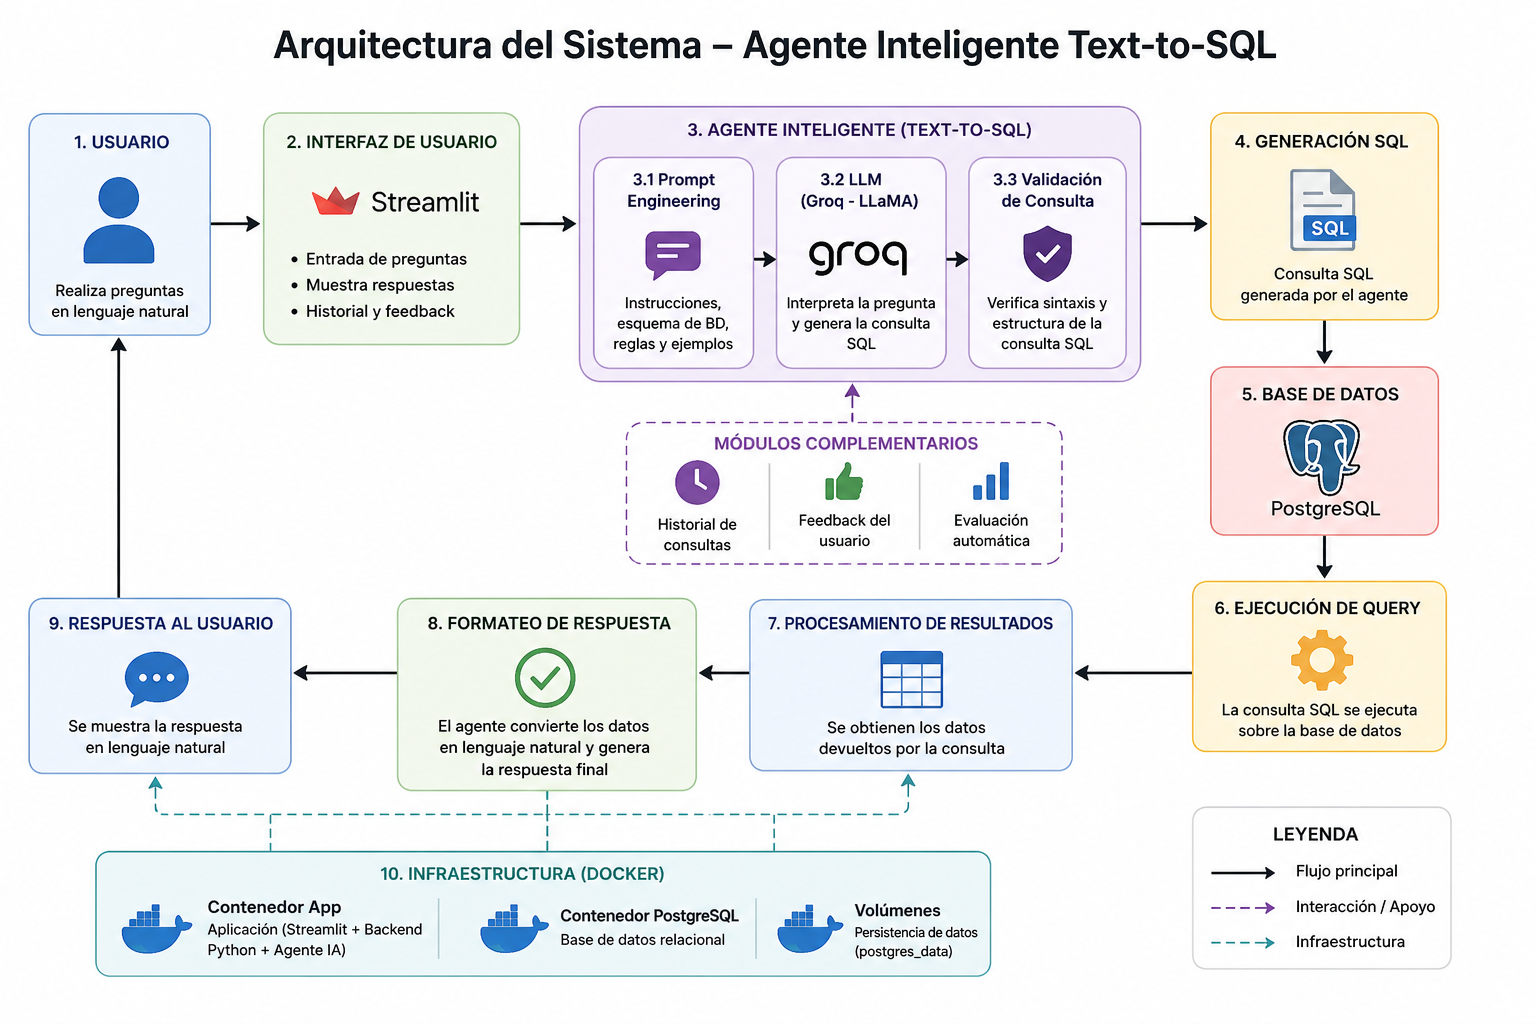 Arquitectura del Sistema – Agente Inteligente Text-to-SQL
1. USUARIO
Realiza preguntas
en lenguaje natural
2. INTERFAZ DE USUARIO
Streamlit
• Entrada de preguntas
• Muestra respuestas
• Historial y feedback
3. AGENTE INTELIGENTE (TEXT-TO-SQL)
3.1 Prompt
Engineering
Instrucciones,
esquema de BD,
reglas y ejemplos
3.2 LLM
(Groq - LLaMA)
groq
Interpreta la pregunta
y genera la consulta
SQL
3.3 Validación
de Consulta
Verifica sintaxis y
estructura de la
consulta SQL
4. GENERACIÓN SQL
SQL
Consulta SQL
generada por el agente
5. BASE DE DATOS
PostgreSQL
MÓDULOS COMPLEMENTARIOS
Historial de
consultas
Feedback del
usuario
Evaluación
automática
6. EJECUCIÓN DE QUERY
La consulta SQL se ejecuta
sobre la base de datos
7. PROCESAMIENTO DE RESULTADOS
Se obtienen los datos
devueltos por la consulta
8. FORMATEO DE RESPUESTA
El agente convierte los datos
en lenguaje natural y genera
la respuesta final
9. RESPUESTA AL USUARIO
Se muestra la respuesta
en lenguaje natural
10. INFRAESTRUCTURA (DOCKER)
Contenedor App
Aplicación (Streamlit + Backend
Python + Agente IA)
Contenedor PostgreSQL
Base de datos relacional
Volúmenes
Persistencia de datos
(postgres_data)
LEYENDA
Flujo principal
Interacción / Apoyo
Infraestructura